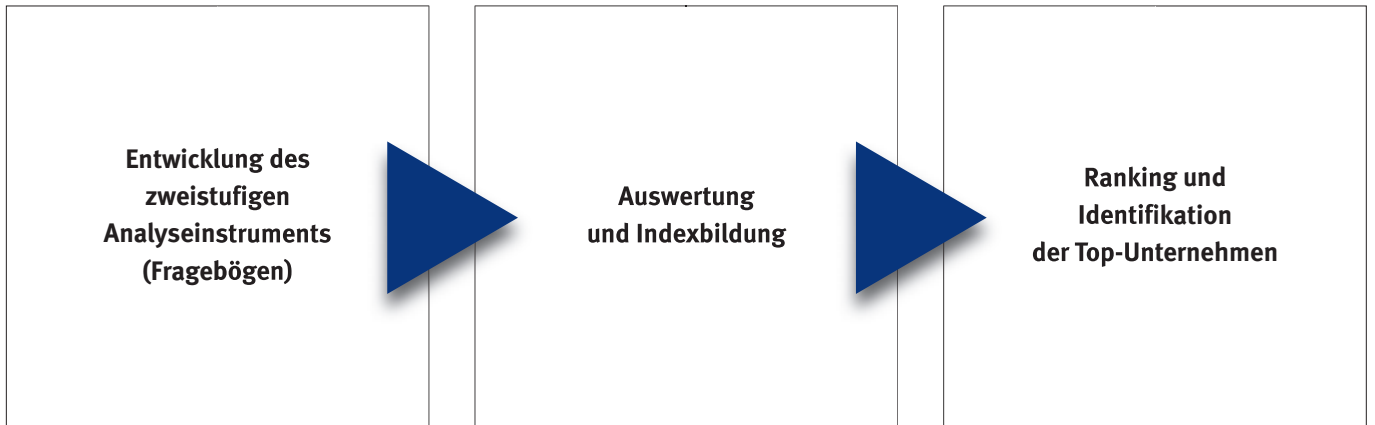 Entwicklung des
zweistufigen
Analyseinstruments
(Fragebögen)
Auswertung
und Indexbildung
Ranking und
Identifikation
der Top-Unternehmen